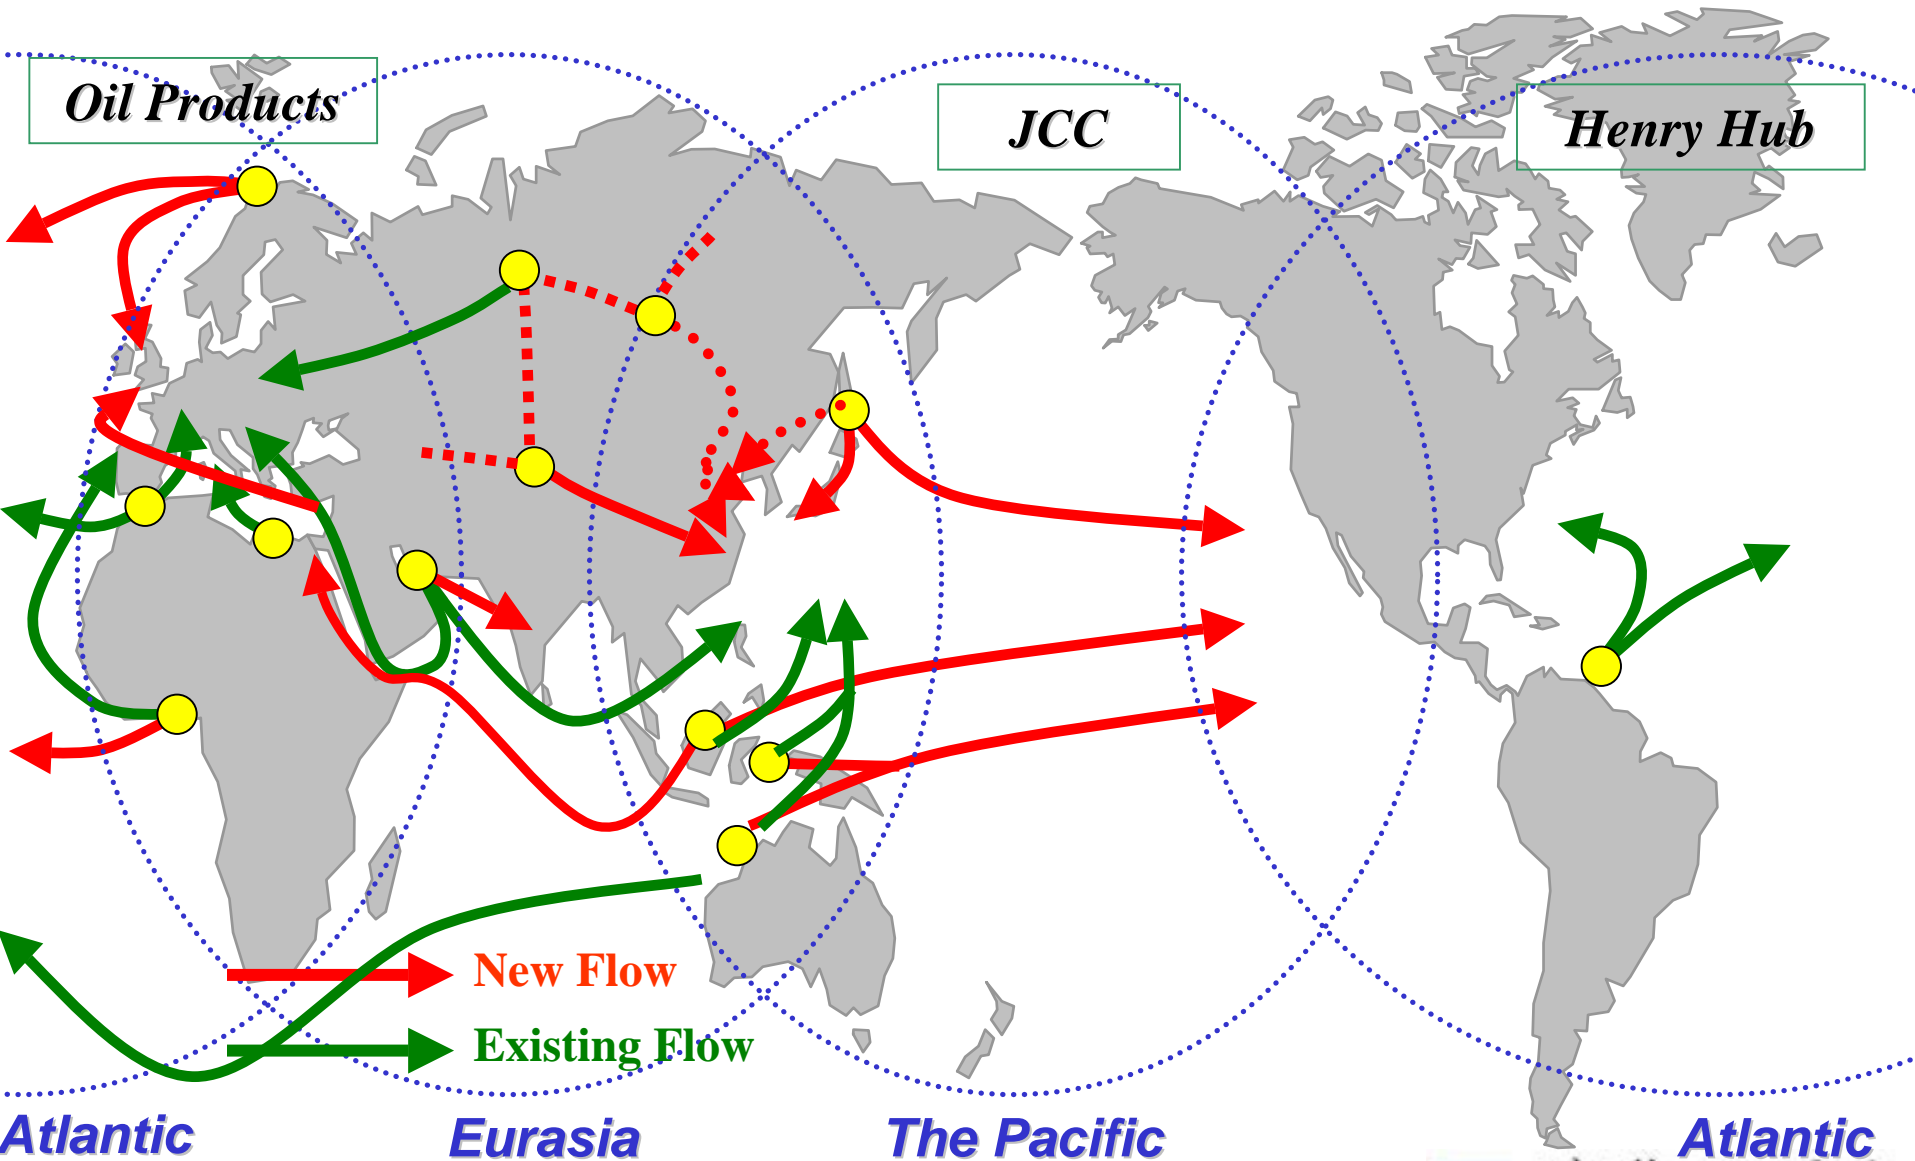 Oil Products
JCC
Henry Hub
New Flow
Existing Flow
Atlantic
Eurasia
The Pacific
Atlantic